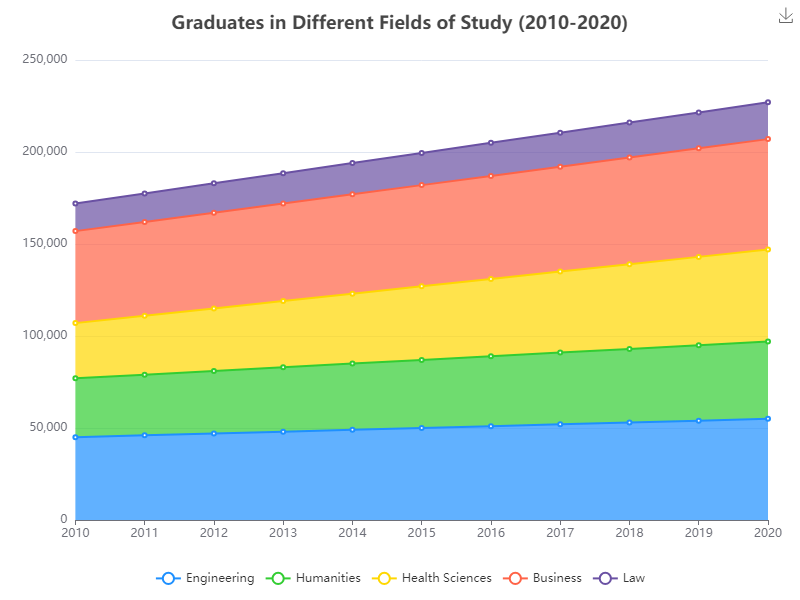 Graduates in Different Fields of Study (2010-2020)
250,000
200,000
150,000
100,000
50,000
0
2010 2011 2012 2013 2014 2015 2016 2017 2018 2019 2020
Engineering Humanities Health Sciences Business Law